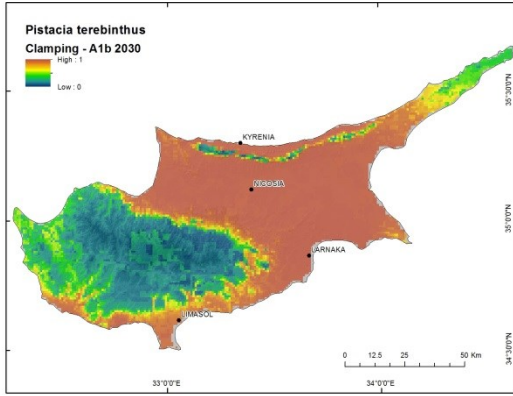 Pistacia terebinthus
Clamping - A1b 2030
High : 1
Low : 0
KYRENIA
NICOSIA
LARNAKA
LIMASOL
0 12.5 25 50 Km
33°0'0"E
34°0'0"E
35°30'0"N
35°0'0"N
34°30'0"N